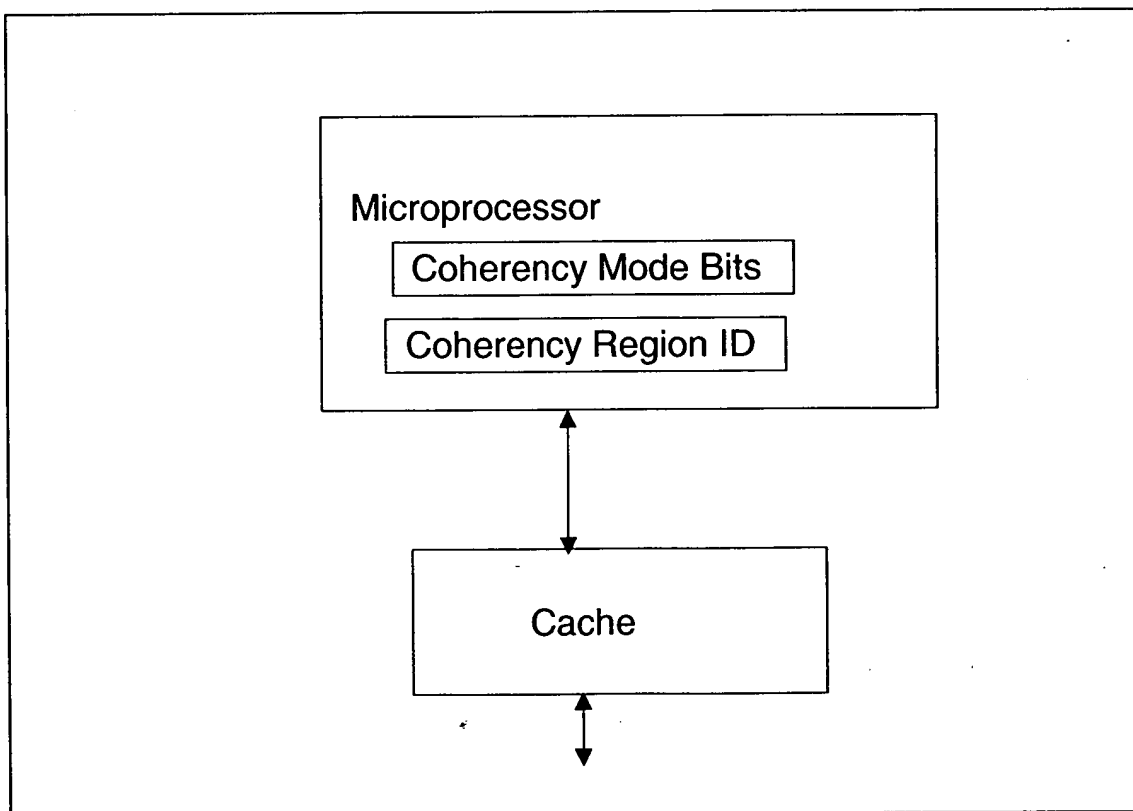 Microprocessor
Coherency Mode Bits
Coherency Region ID
Cache